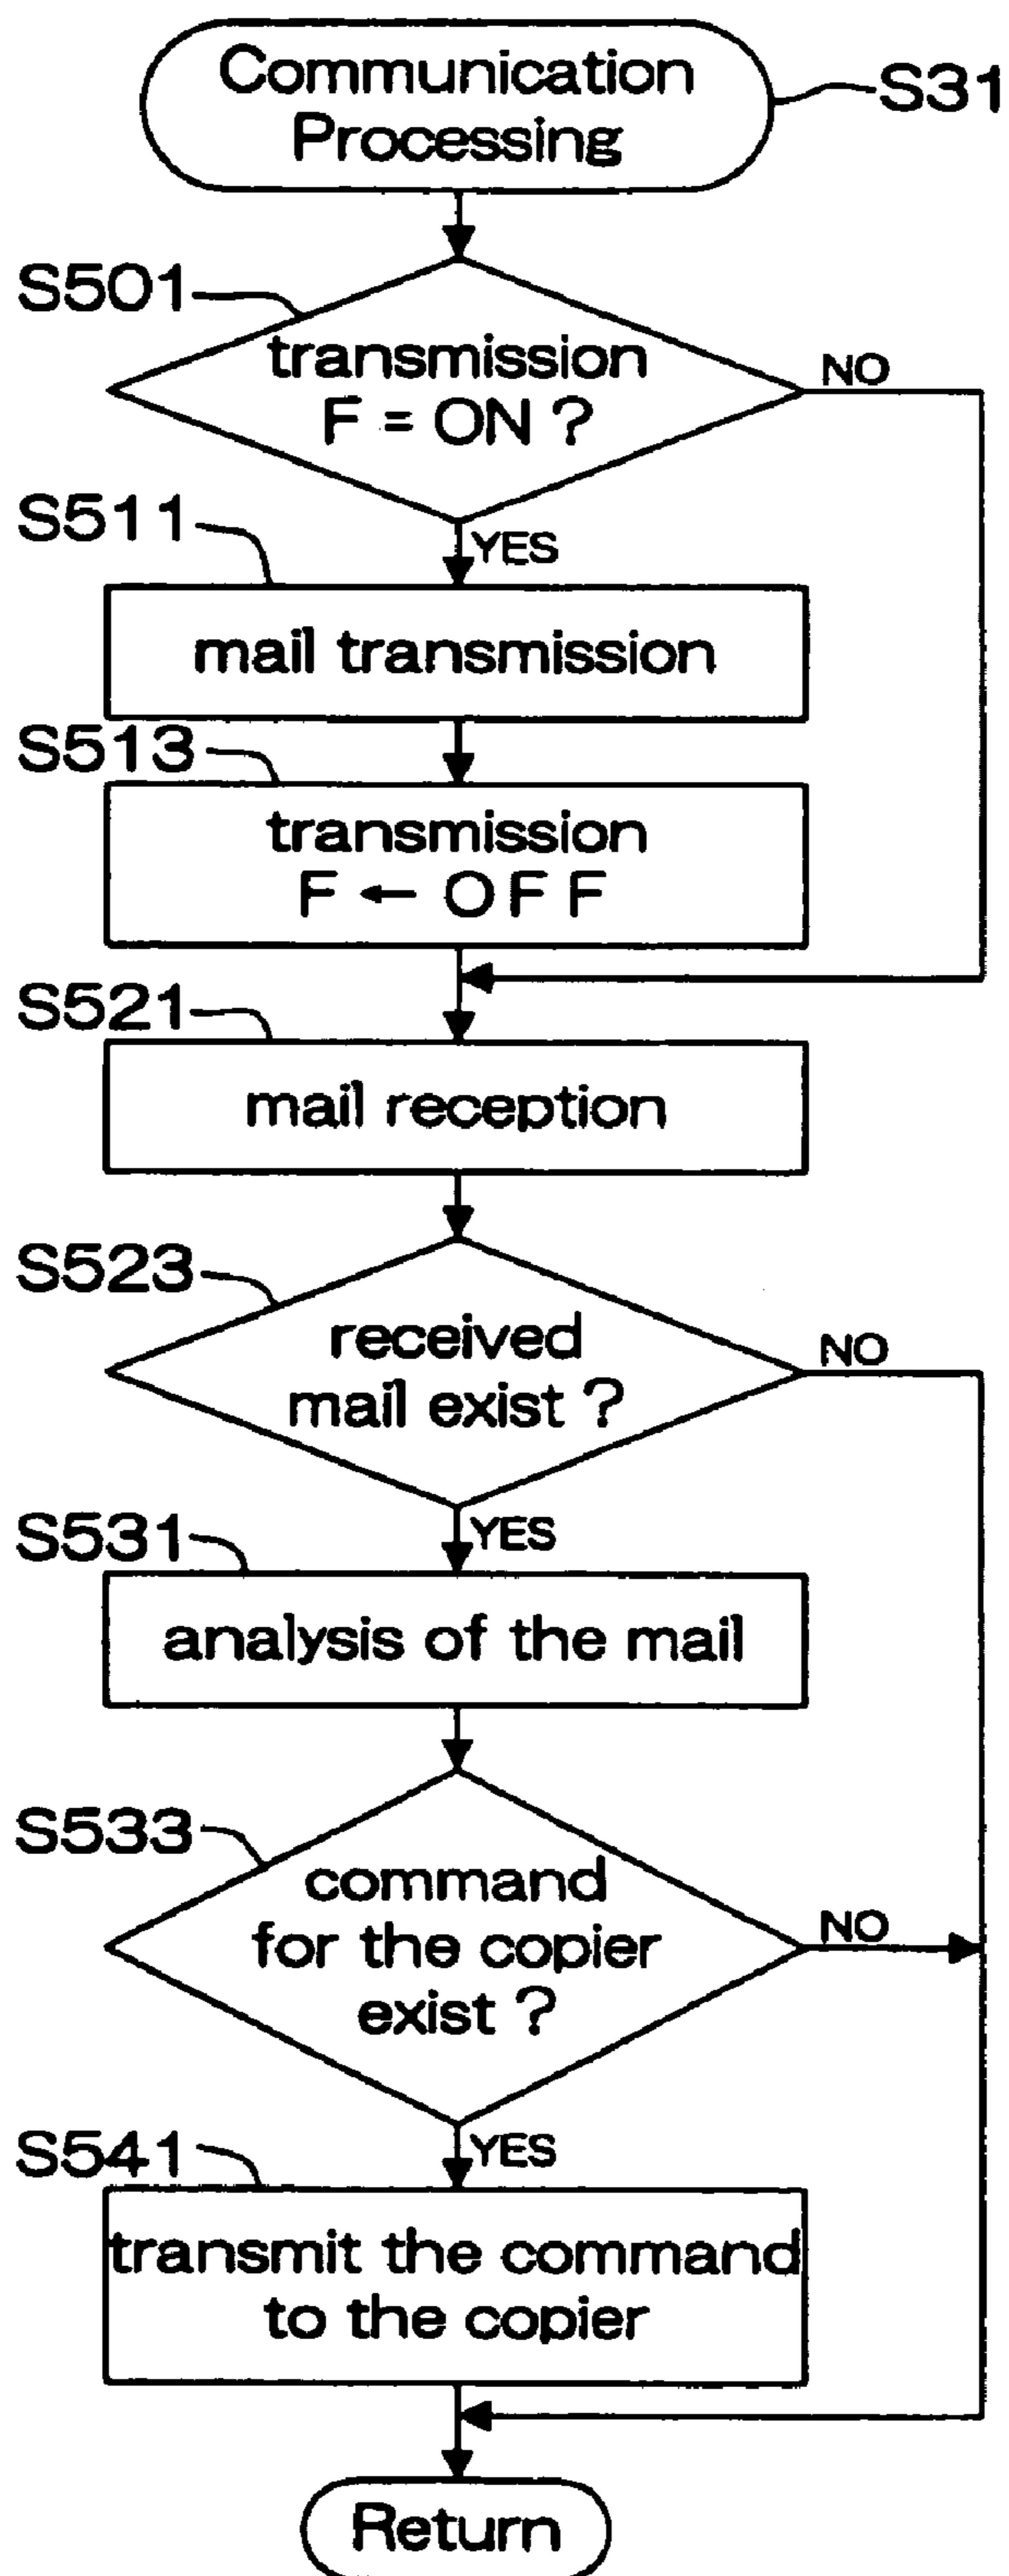 Communication
Processing
S31
S501
transmission
F = ON ?
NO
YES
S511
mail transmission
S513
transmission
F ← OFF
S521
mail reception
S523
received
mail exist ?
NO
YES
S531
analysis of the mail
S533
command
for the copier
exist ?
NO
YES
S541
transmit the command
to the copier
Return